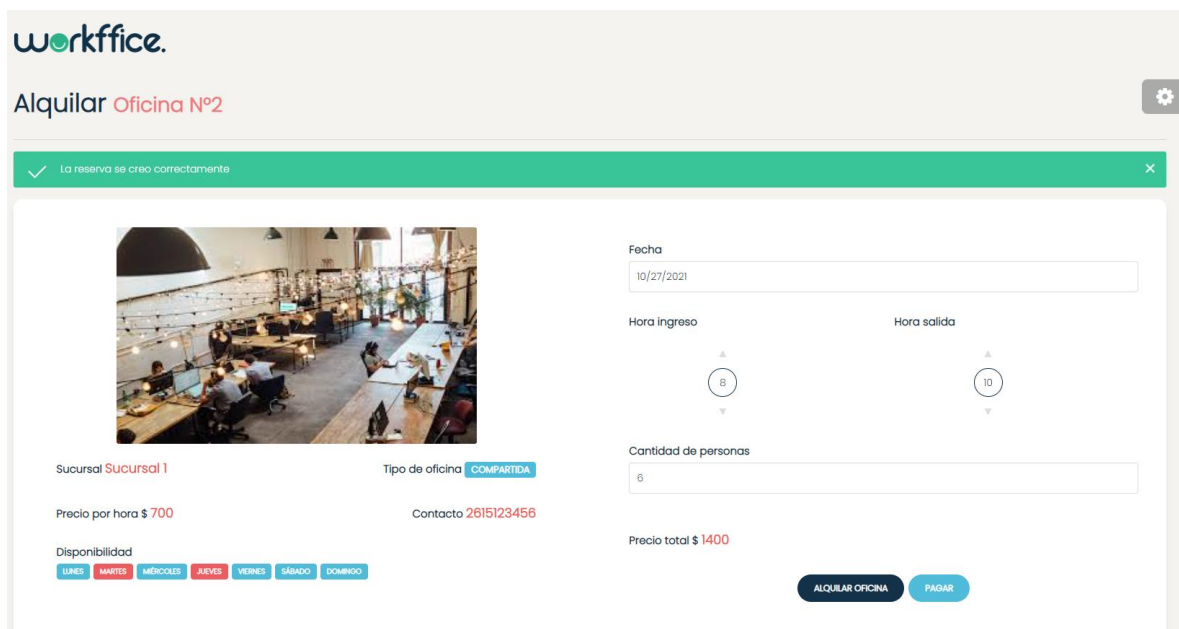 workffice.
Alquilar Oficina Nº2
La reserva se creo correctamente
Fecha
10/27/2021
Hora ingreso
Hora salida
8
10
Cantidad de personas
6
Sucursal Sucursal 1
Tipo de oficina COMPARTIDA
Precio por hora $ 700
Contacto 2615123456
Disponibilidad
LUNES MARTES MIÉRCOLES JUEVES VIERNES SÁBADO DOMINGO
Precio total $ 1400
ALQUILAR OFICINA PAGAR